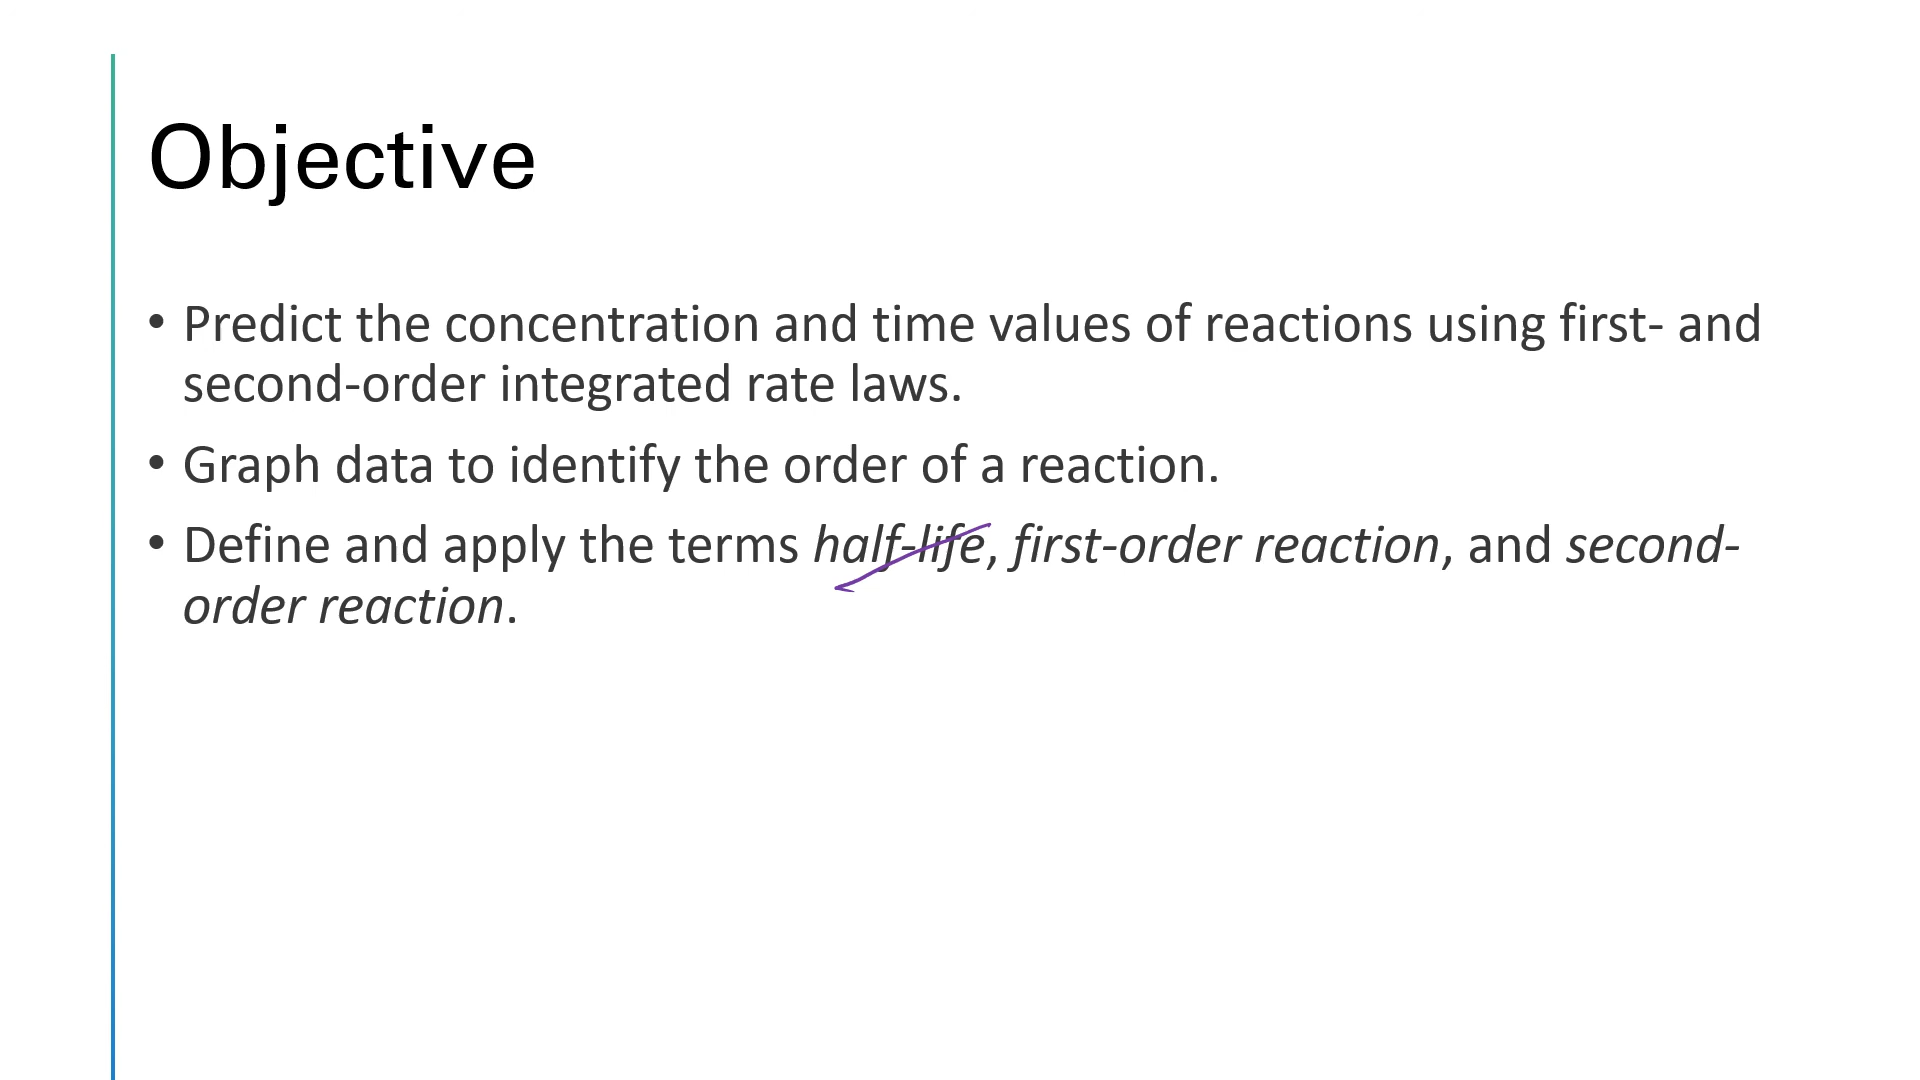 Objective
• Predict the concentration and time values of reactions using first- and
second-order integrated rate laws.
• Graph data to identify the order of a reaction.
• Define and apply the terms half-life, first-order reaction, and second-
order reaction.